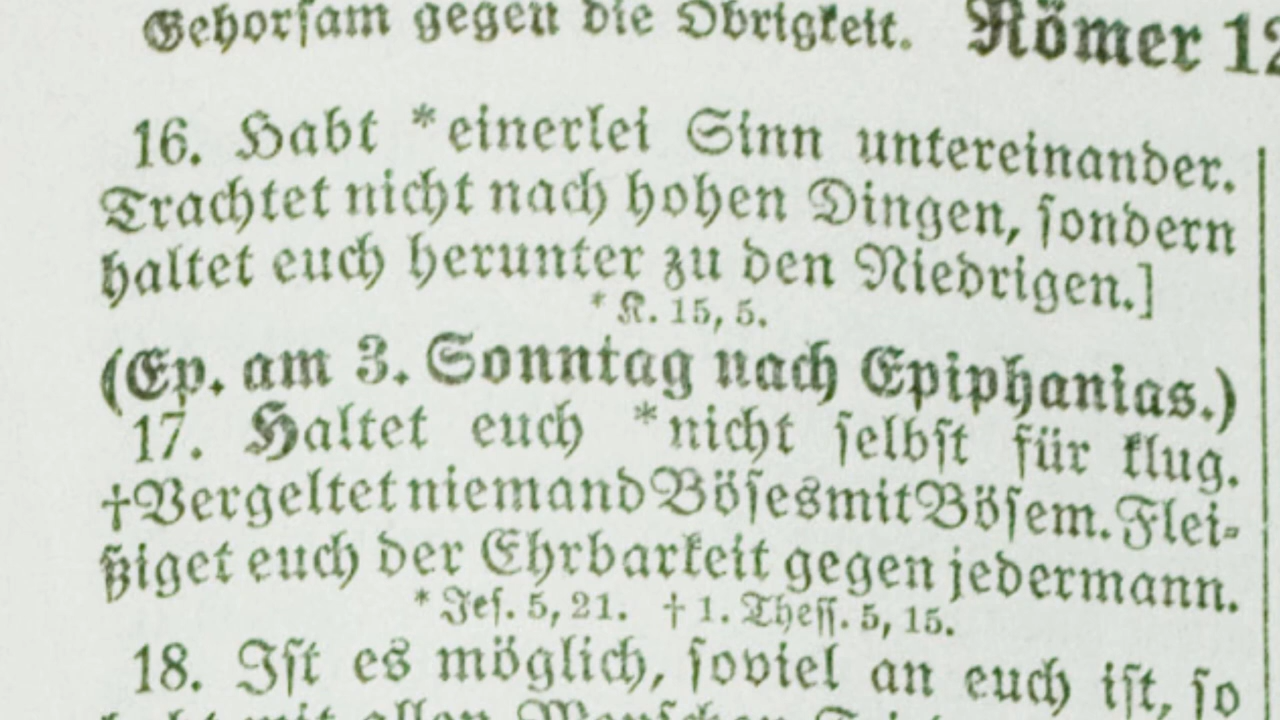 Gehorſam gegen die Obrigkeit. Römer 12
16. Habt *einerlei Sinn untereinander.
Trachtet nicht nach hohen Dingen, ſondern
haltet euch herunter zu den Niedrigen.]
* K. 15, 5.
(Ep. am 3. Sonntag nach Epiphanias.)
17. Haltet euch *nicht ſelbſt für klug.
†Vergeltet niemand Böſes mit Böſem. Flei-
ßiget euch der Ehrbarkeit gegen jedermann.
* Jeſ. 5, 21. † 1. Theſſ. 5, 15.
18. Iſt es möglich, ſoviel an euch iſt, ſo
mit allen Menſchen